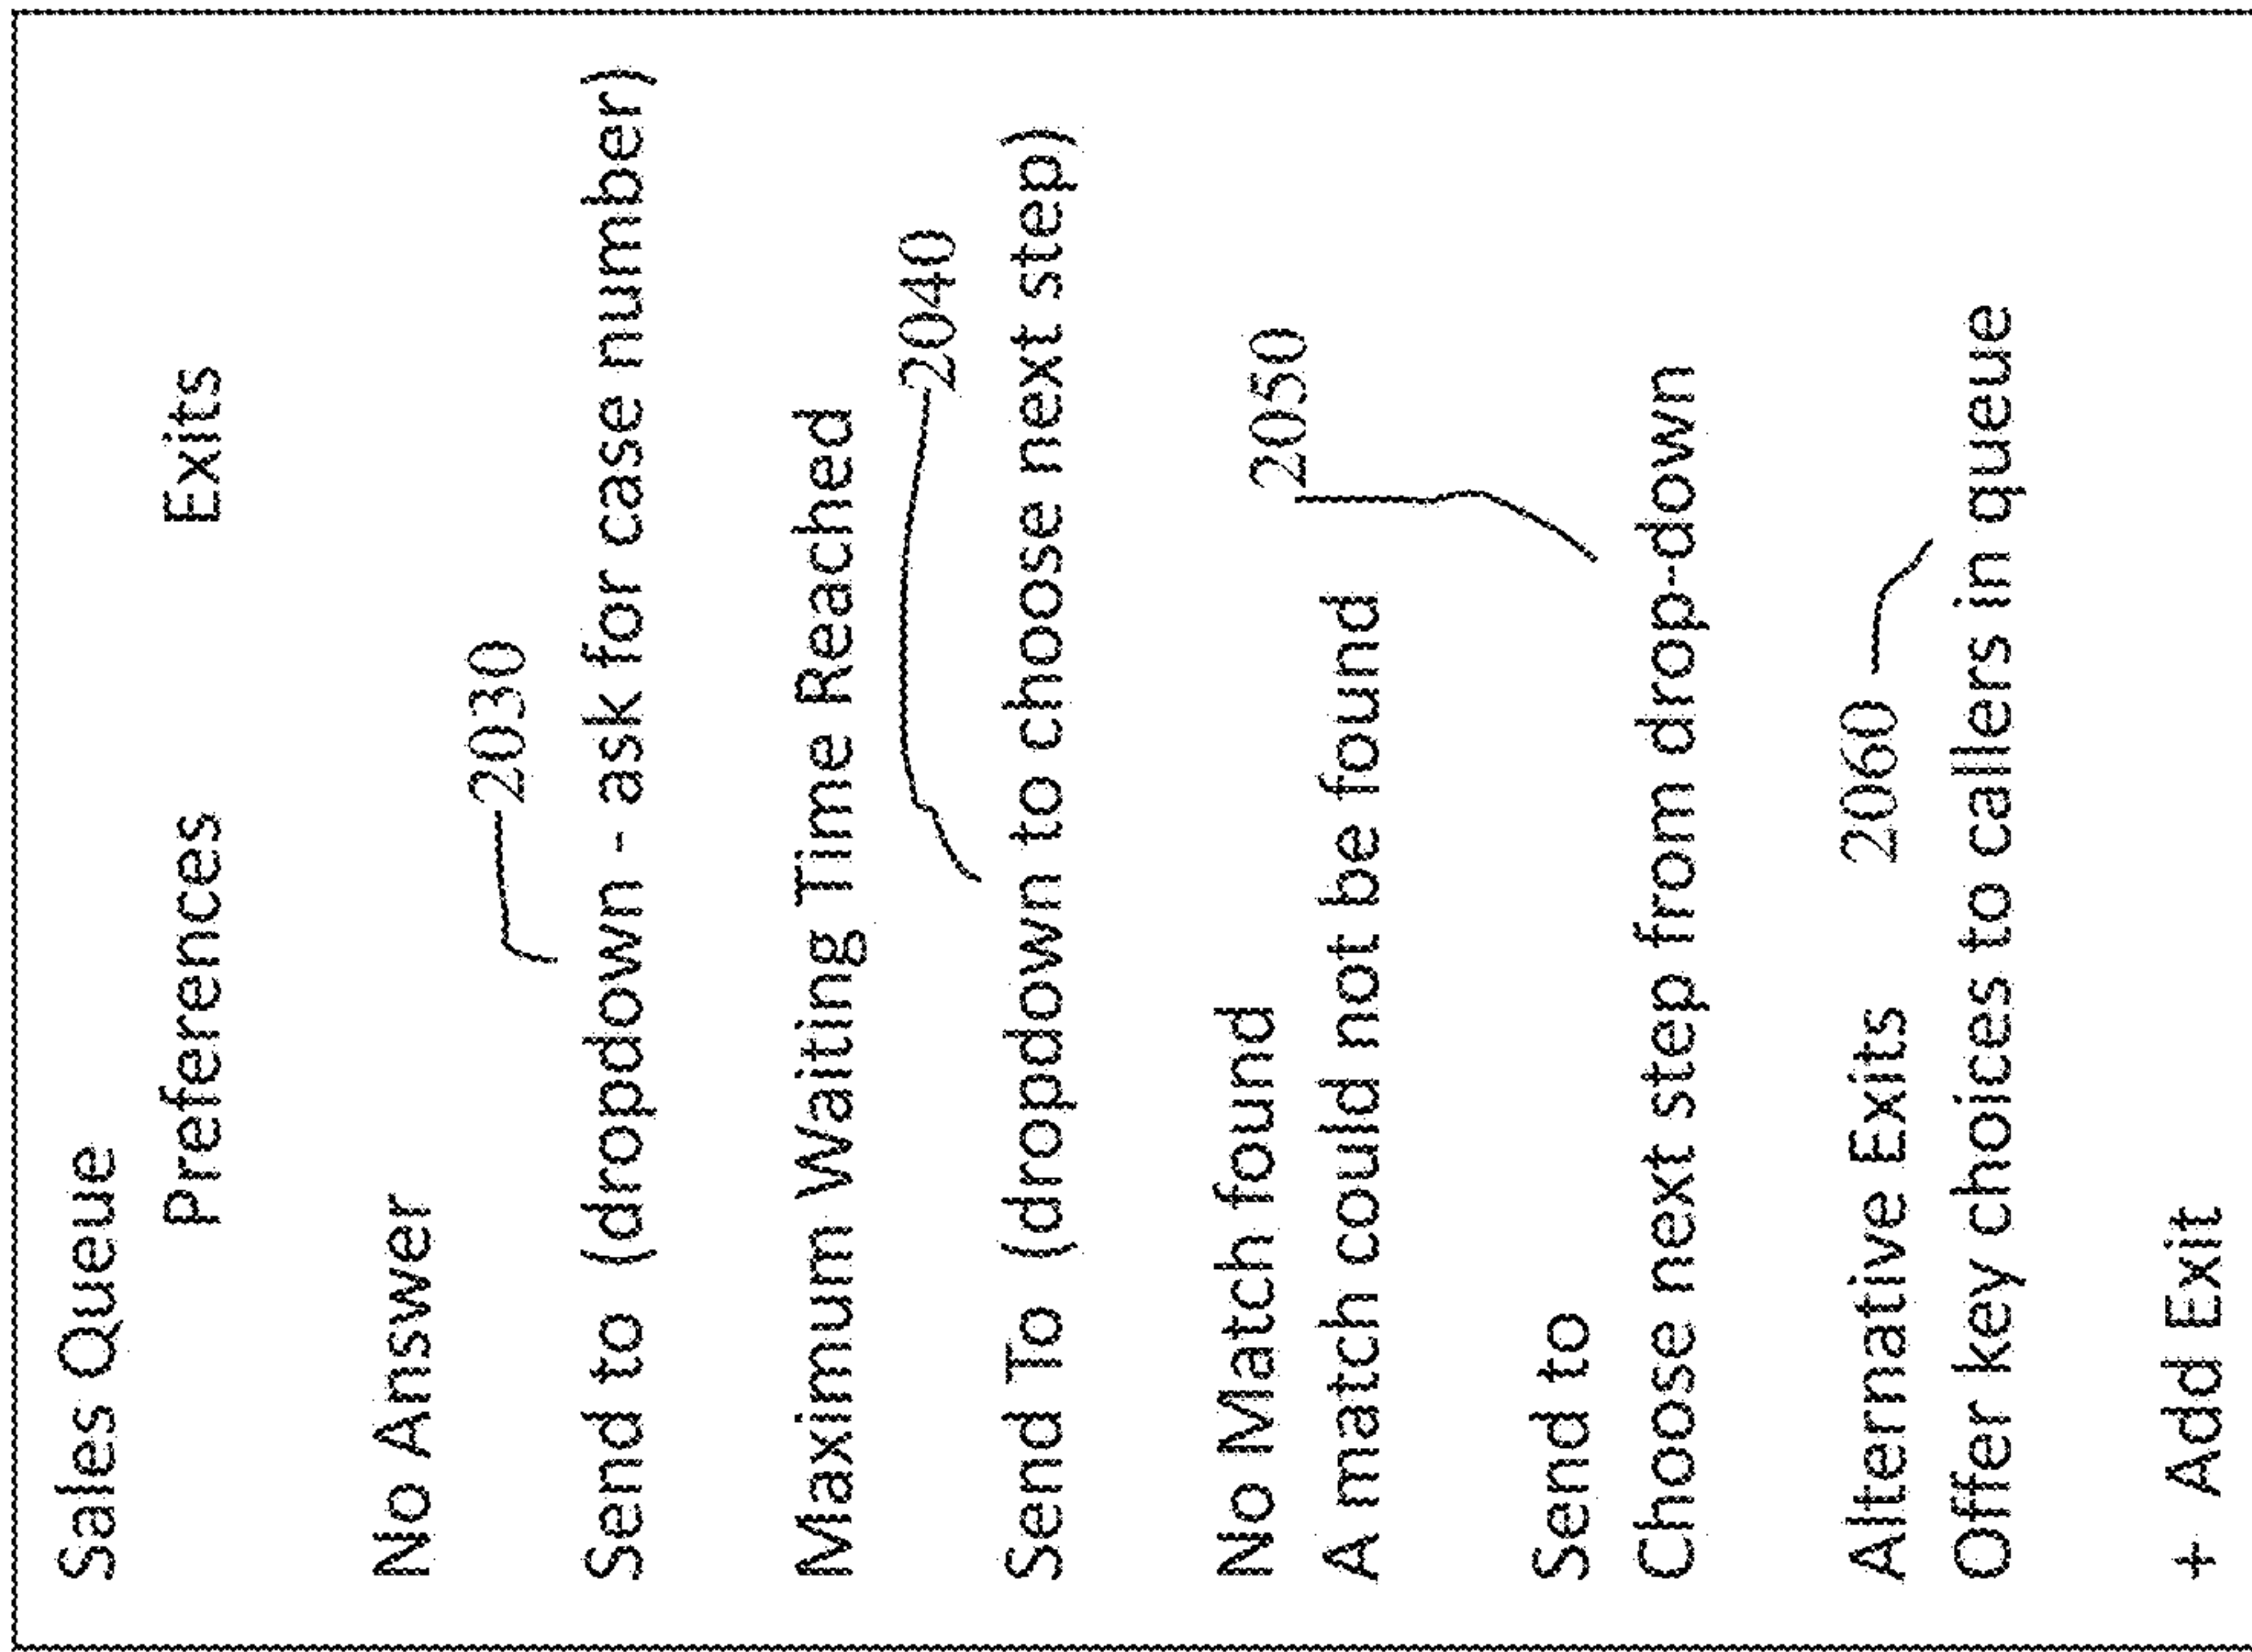 Sales Queue
Preferences Exits
No Answer
2030
Send to (dropdown - ask for case number)
Maximum Waiting Time Reached
2040
Send To (dropdown to choose next step)
No Match found
2050
A match could not be found
Send to
Choose next step from drop-down
Alternative Exits 2060
Offer key choices to callers in queue
+ Add Exit